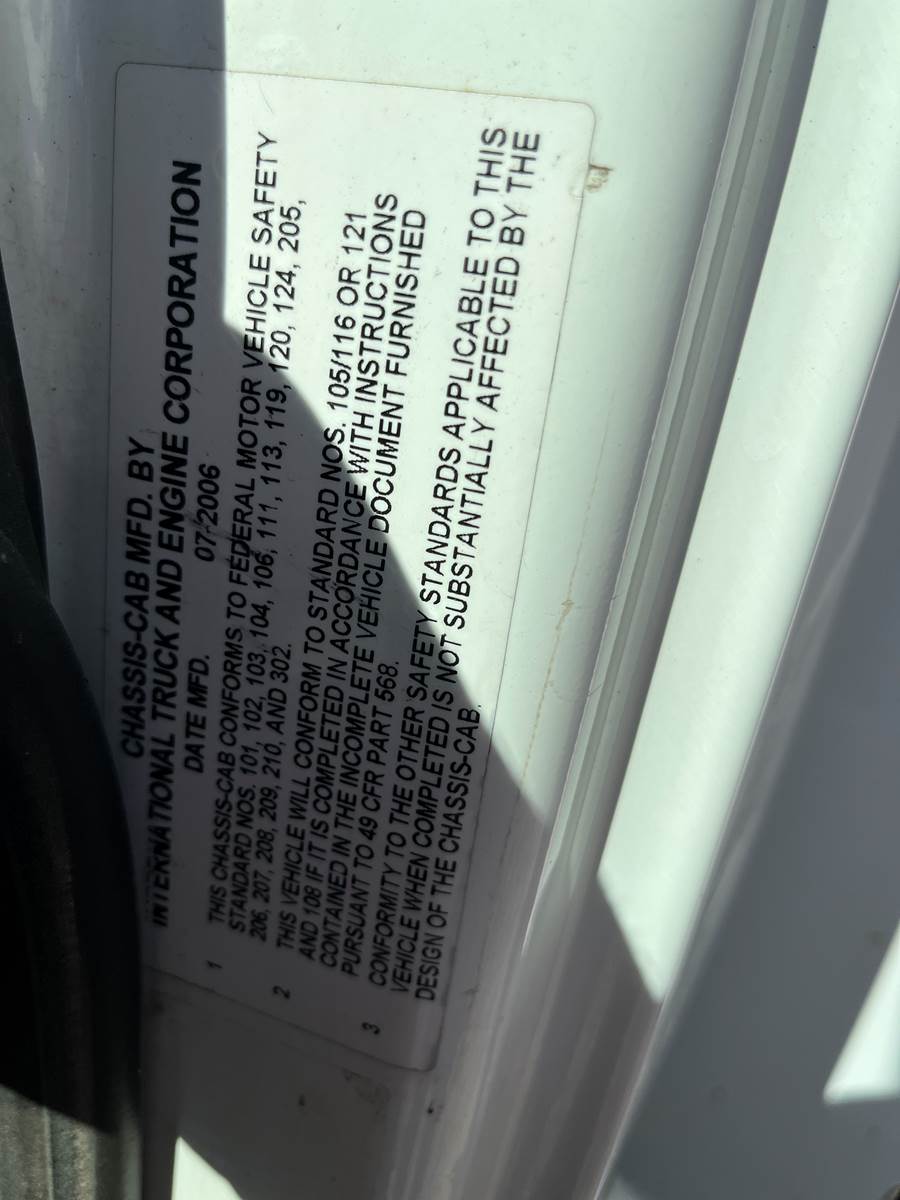 CHASSIS-CAB MFD. BY
INTERNATIONAL TRUCK AND ENGINE CORPORATION
DATE MFD. 07-2006
1 THIS CHASSIS-CAB CONFORMS TO FEDERAL MOTOR VEHICLE SAFETY
STANDARD NOS. 101, 102, 103, 104, 106, 111, 113, 119, 120, 124, 205,
206, 207, 208, 209, 210, AND 302.
2 THIS VEHICLE WILL CONFORM TO STANDARD NOS. 105/116 OR 121
AND 108 IF IT IS COMPLETED IN ACCORDANCE WITH INSTRUCTIONS
CONTAINED IN THE INCOMPLETE VEHICLE DOCUMENT FURNISHED
PURSUANT TO 49 CFR PART 568.
3 CONFORMITY TO THE OTHER SAFETY STANDARDS APPLICABLE TO THIS
VEHICLE WHEN COMPLETED IS NOT SUBSTANTIALLY AFFECTED BY THE
DESIGN OF THE CHASSIS-CAB.